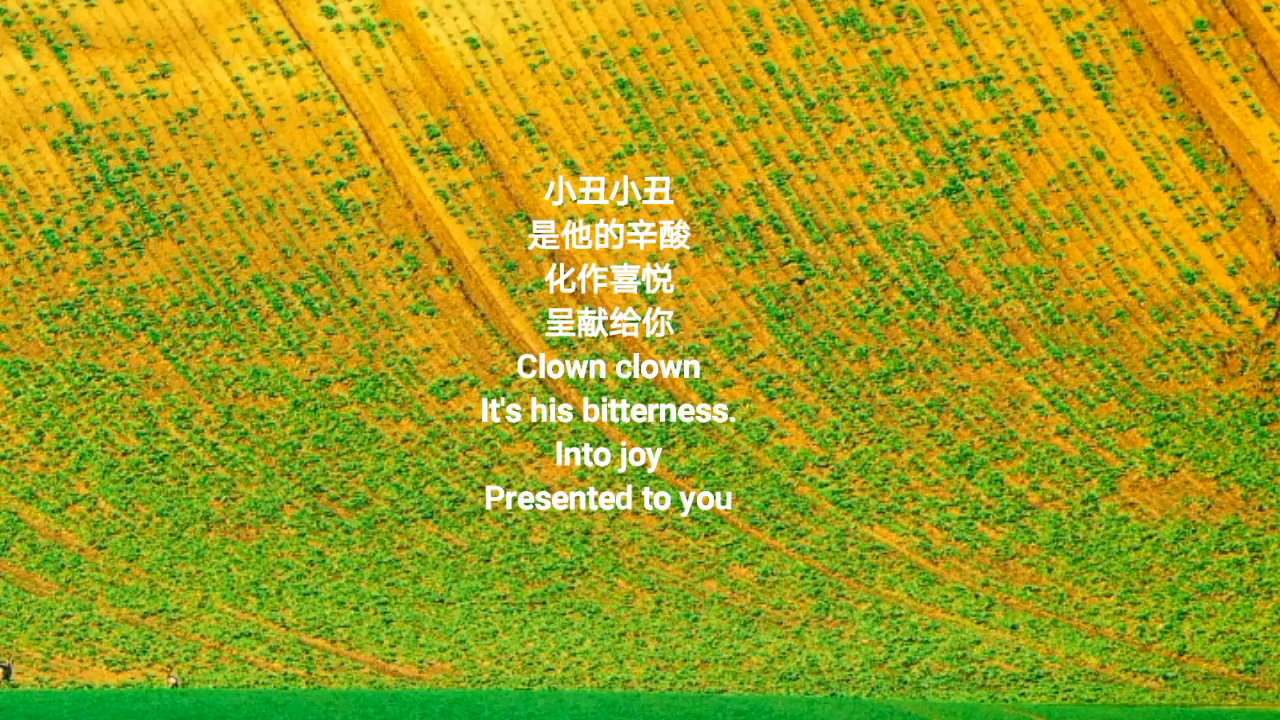 小丑小丑
是他的辛酸
化作喜悦
呈献给你
Clown clown
It's his bitterness.
Into joy
Presented to you